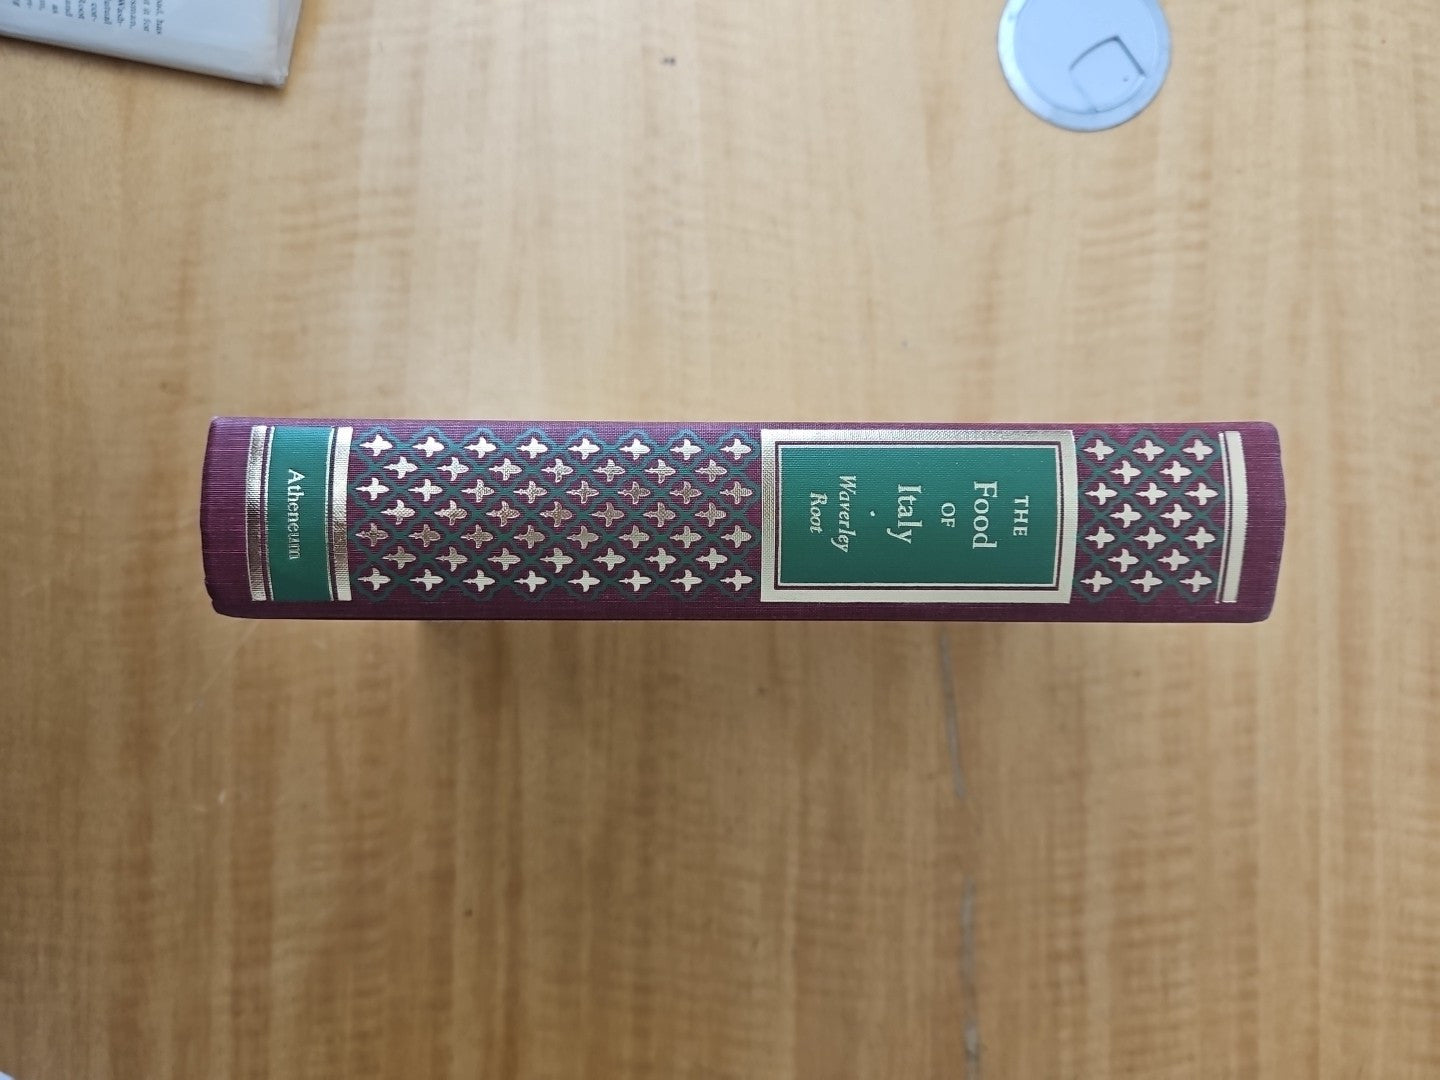 THE
Food
OF
Italy
Waverley
Root
Atheneum